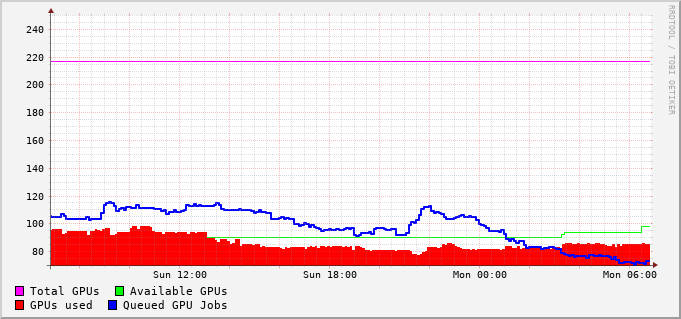 240
220
200
180
160
140
120
100
80
Sun 12:00 Sun 18:00 Mon 00:00 Mon 06:00
Total GPUs Available GPUs
GPUs used Queued GPU Jobs
RRDTOOL / TOBI OETIKER